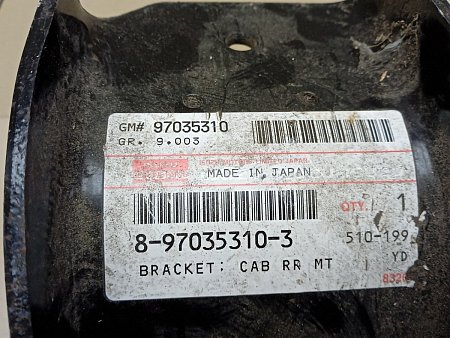 GM# 97035310
GR. 9.003
MADE IN JAPAN
QTY. 1
8-97035310-3
510-199
BRACKET: CAB RR MT
YD